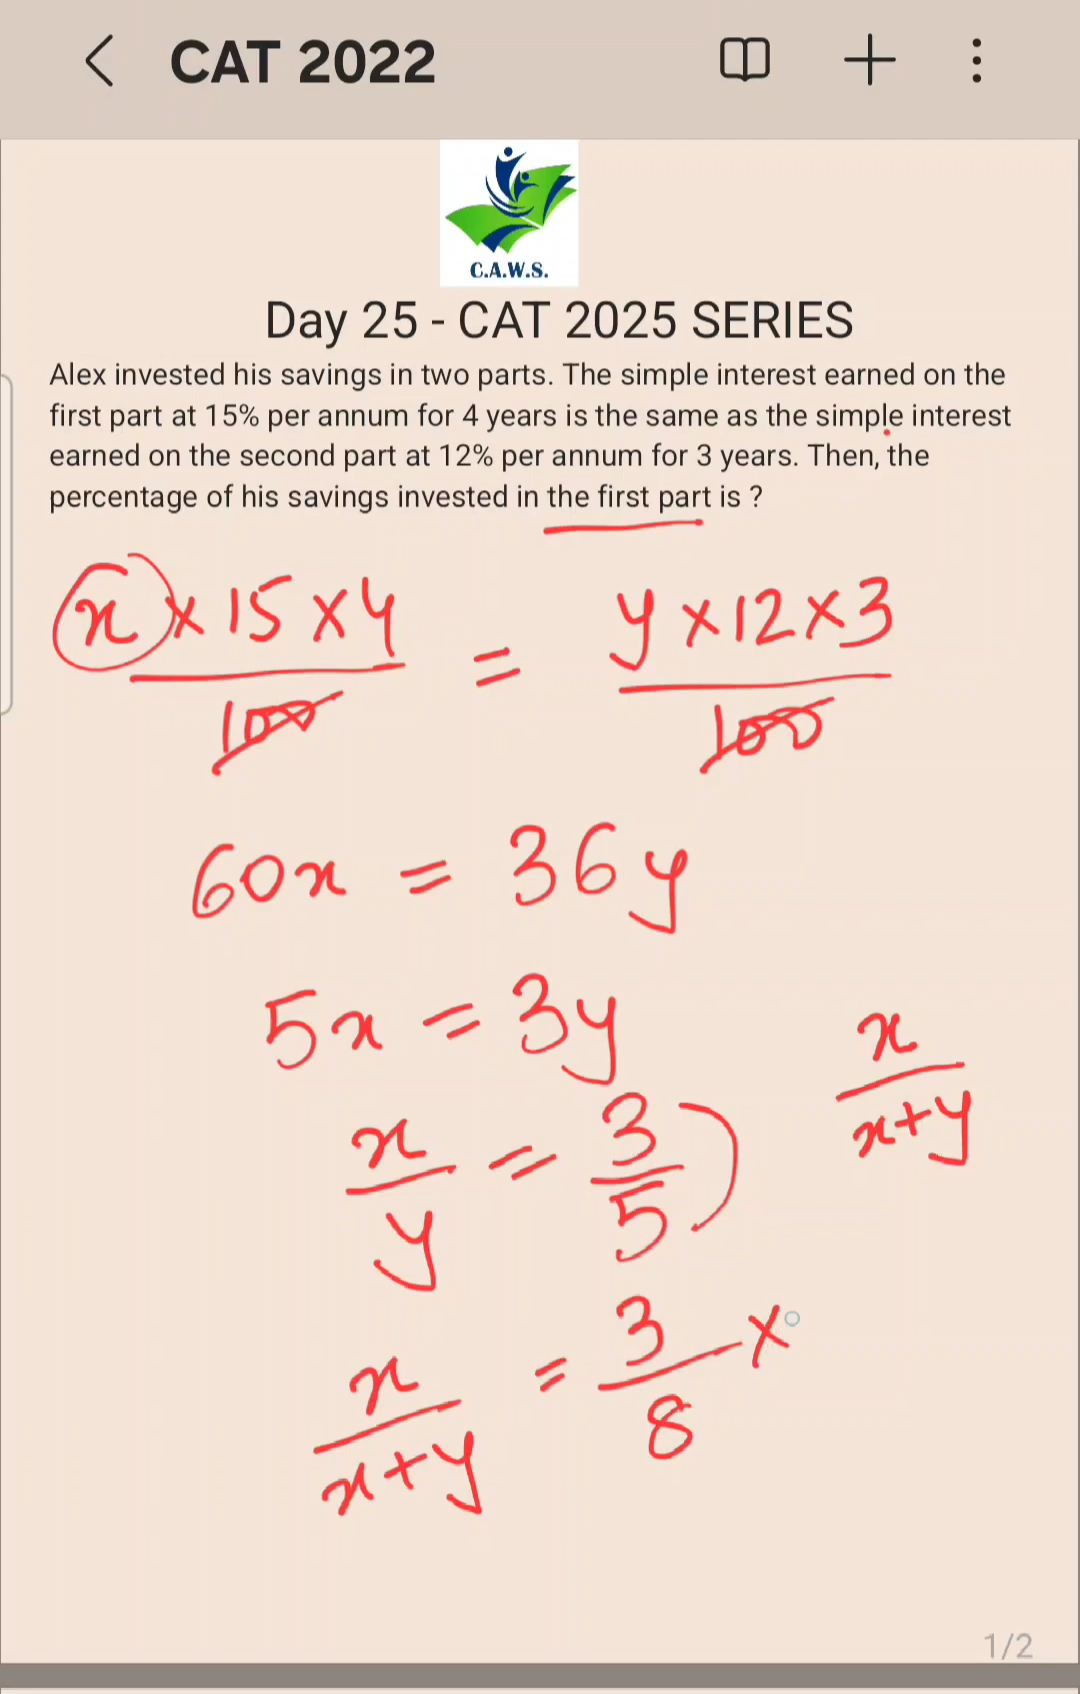 CAT 2022
C.A.W.S.
Day 25 - CAT 2025 SERIES
Alex invested his savings in two parts. The simple interest earned on the
first part at 15% per annum for 4 years is the same as the simple interest
earned on the second part at 12% per annum for 3 years. Then, the
percentage of his savings invested in the first part is ?
x × 15 × 4 / 100 = y × 12 × 3 / 100
60x = 36y
5x = 3y
x / y = 3 / 5
x / x+y
x / x+y = 3 / 8 ×
1/2